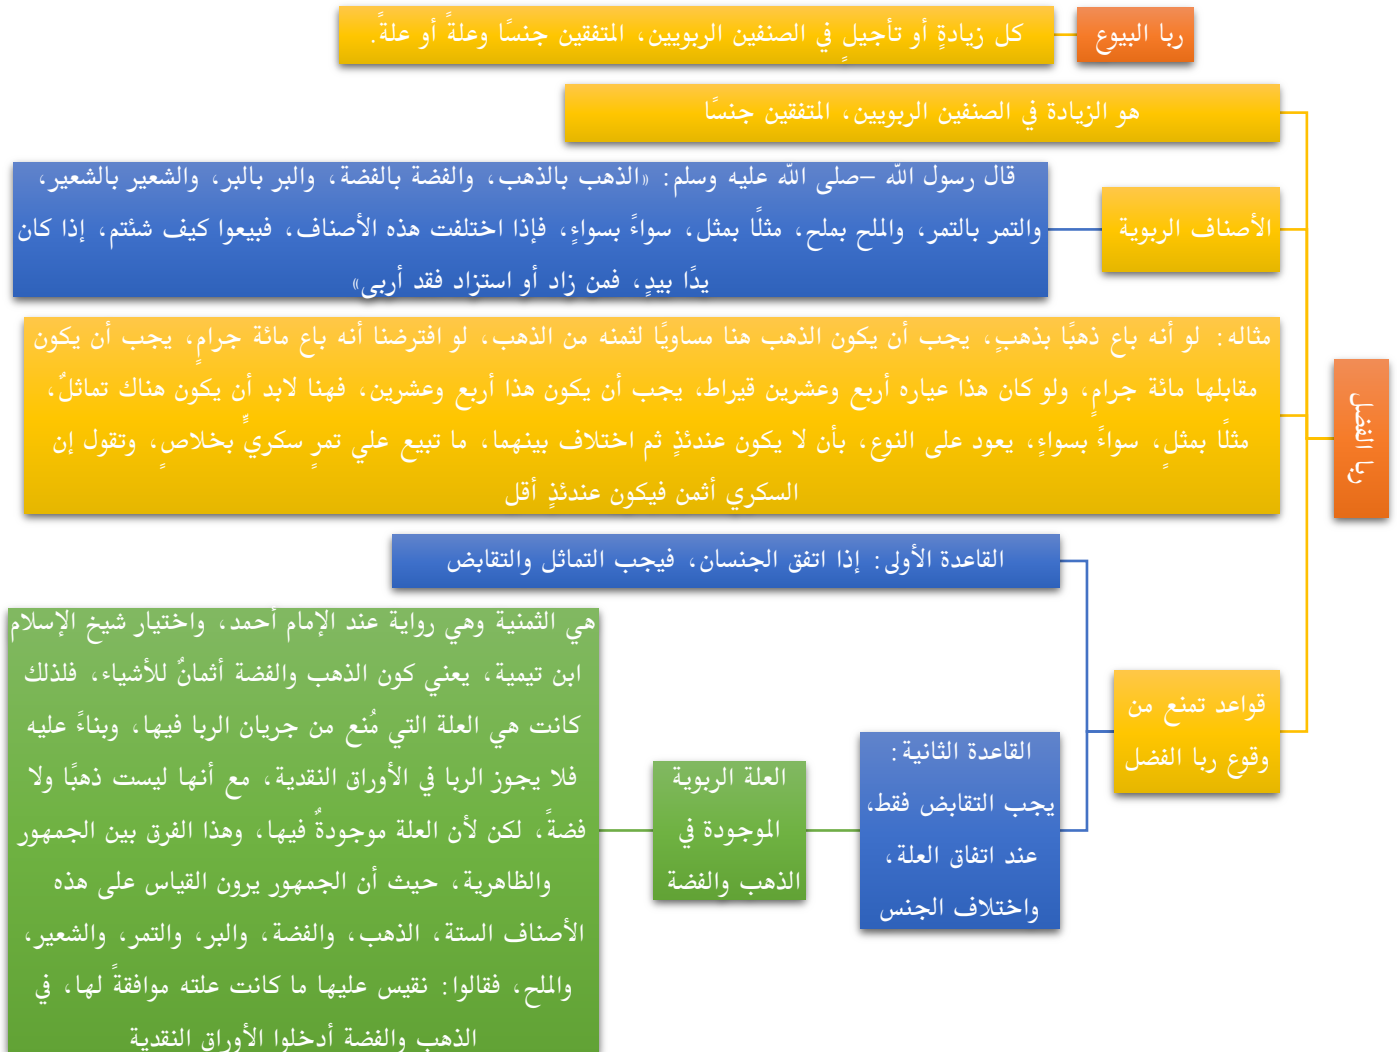 ربا البيوع
كل زيادةٍ أو تأجيلٍ في الصنفين الربويين، المتفقين جنسًا وعلةً أو علةً.
ربا الفضل
هو الزيادة في الصنفين الربويين، المتفقين جنسًا
الأصناف الربوية
قال رسول الله –صلى الله عليه وسلم: «الذهب بالذهب، والفضة بالفضة، والبر بالبر، والشعير بالشعير،
والتمر بالتمر، والملح بملح، مثلًا بمثل، سواءً بسواءٍ، فإذا اختلفت هذه الأصناف، فبيعوا كيف شئتم، إذا كان
يدًا بيدٍ، فمن زاد أو استزاد فقد أربى»
مثاله: لو أنه باع ذهبًا بذهبٍ، يجب أن يكون الذهب هنا مساويًا لثمنه من الذهب، لو افترضنا أنه باع مائة جرامٍ، يجب أن يكون
مقابلها مائة جرامٍ، ولو كان هذا عياره أربع وعشرين قيراط، يجب أن يكون هذا أربع وعشرين، فهنا لابد أن يكون هناك تماثلٌ،
مثلًا بمثلٍ، سواءً بسواءٍ، يعود على النوع، بأن لا يكون عندئذٍ ثم اختلاف بينهما، ما تبيع علي تمرٍ سكريٍّ بخلاصٍ، وتقول إن
السكري أثمن فيكون عندئذٍ أقل
قواعد تمنع من
وقوع ربا الفضل
القاعدة الأولى: إذا اتفق الجنسان، فيجب التماثل والتقابض
القاعدة الثانية:
يجب التقابض فقط،
عند اتفاق العلة،
واختلاف الجنس
العلة الربوية
الموجودة في
الذهب والفضة
هي الثمنية وهي رواية عند الإمام أحمد، واختيار شيخ الإسلام
ابن تيمية، يعني كون الذهب والفضة أثمانٌ للأشياء، فلذلك
كانت هي العلة التي مُنع من جريان الربا فيها، وبناءً عليه
فلا يجوز الربا في الأوراق النقدية، مع أنها ليست ذهبًا ولا
فضةً، لكن لأن العلة موجودةٌ فيها، وهذا الفرق بين الجمهور
والظاهرية، حيث أن الجمهور يرون القياس على هذه
الأصناف الستة، الذهب، والفضة، والبر، والتمر، والشعير،
والملح، فقالوا: نقيس عليها ما كانت علته موافقةً لها، في
الذهب والفضة أدخلوا الأوراق النقدية